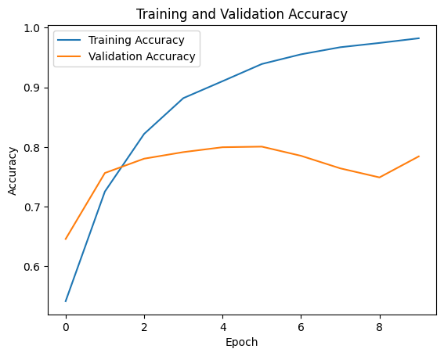 Training and Validation Accuracy
1.0
Training Accuracy
Validation Accuracy
0.9
0.8
0.7
0.6
Accuracy
0 2 4 6 8
Epoch